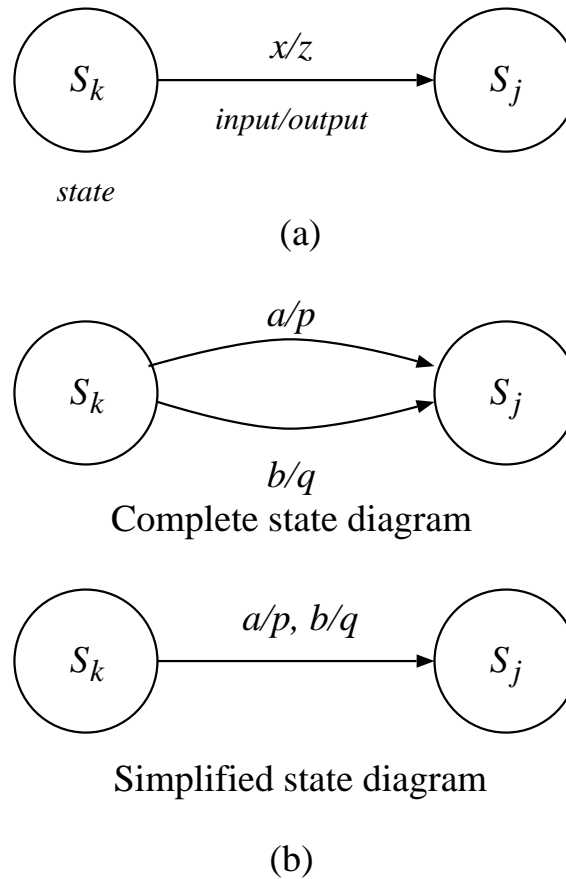 x/z
S_k S_j
input/output
state
(a)
a/p
S_k S_j
b/q
Complete state diagram
a/p, b/q
S_k S_j
Simplified state diagram
(b)